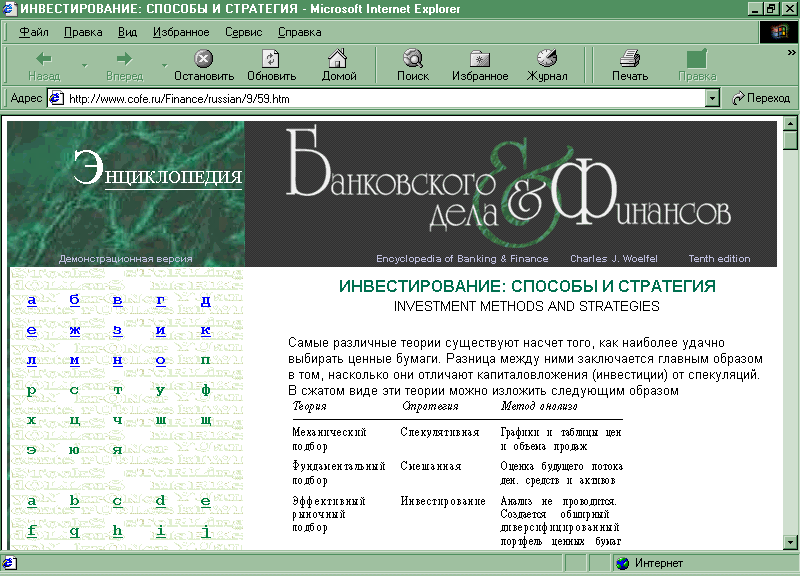 ИНВЕСТИРОВАНИЕ: СПОСОБЫ И СТРАТЕГИЯ - Microsoft Internet Explorer
Файл Правка Вид Избранное Сервис Справка
Назад Вперед Остановить Обновить Домой Поиск Избранное Журнал Печать Правка
Адрес http://www.cofe.ru/Finance/russian/9/59.htm Переход
Энциклопедия
Банковского
дела & Финансов
Демонстрационная версия
Encyclopedia of Banking & Finance Charles J. Woelfel Tenth edition
а б в г д
е ж з и к
л м н о п
р с т у ф
х ц ч ш щ
э ю я
a b c d e
f g h i j
ИНВЕСТИРОВАНИЕ: СПОСОБЫ И СТРАТЕГИЯ
INVESTMENT METHODS AND STRATEGIES
Самые различные теории существуют насчет того, как наиболее удачно
выбирать ценные бумаги. Разница между ними заключается главным образом
в том, насколько они отличают капиталовложения (инвестиции) от спекуляций.
В сжатом виде эти теории можно изложить следующим образом
Теория Стратегия Метод анализа
Механический Спекулятивная Графики и таблицы цен
подбор и объема продаж
Фундаментальный Смешанная Оценка будущего потока
подбор ден. средств и активов
Эффективный Инвестирование Анализ не проводится.
рыночный Создается обширный
подбор диверсифицированный
портфель ценных бумаг
Интернет